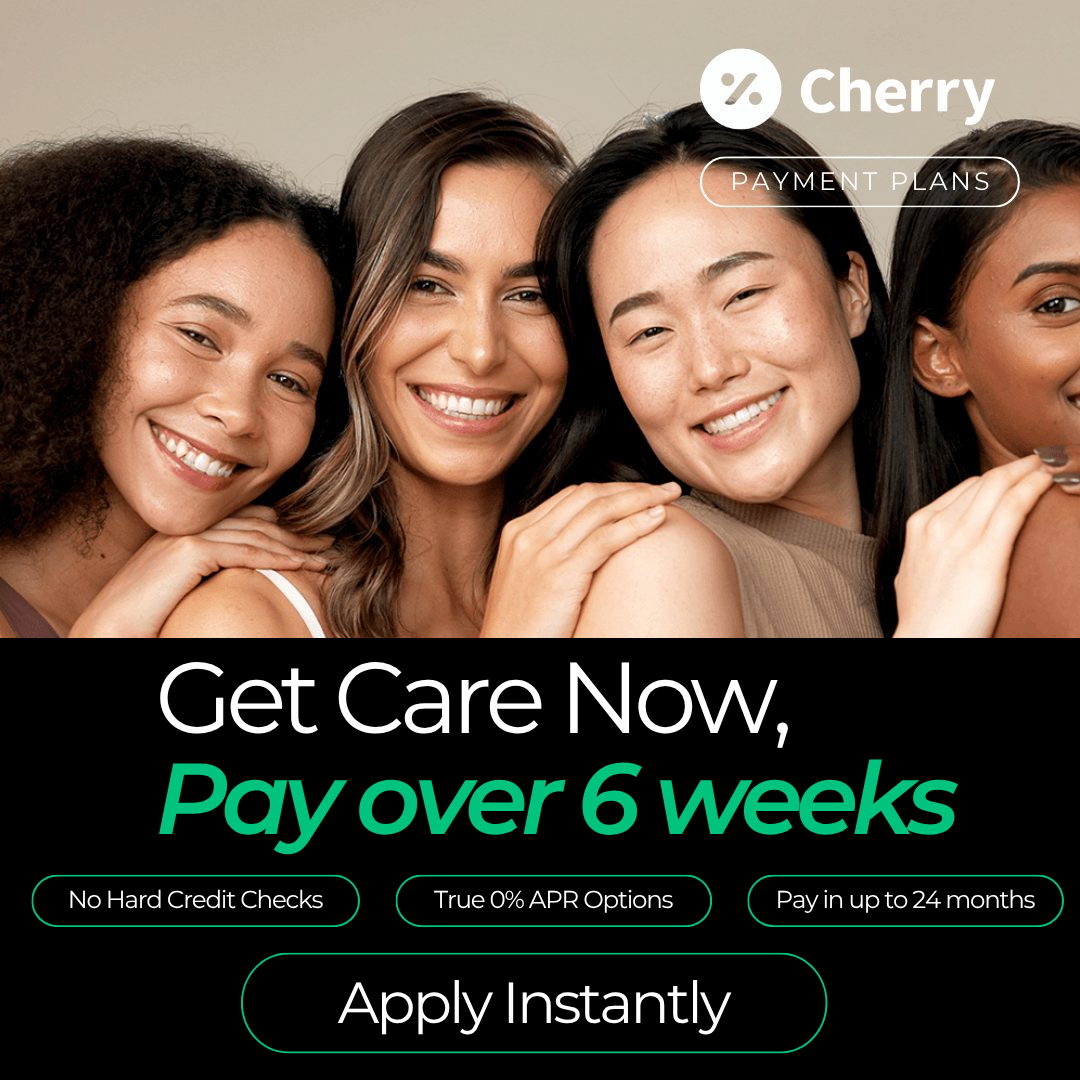 Cherry
PAYMENT PLANS
Get Care Now,
Pay over 6 weeks
No Hard Credit Checks
True 0% APR Options
Pay in up to 24 months
Apply Instantly